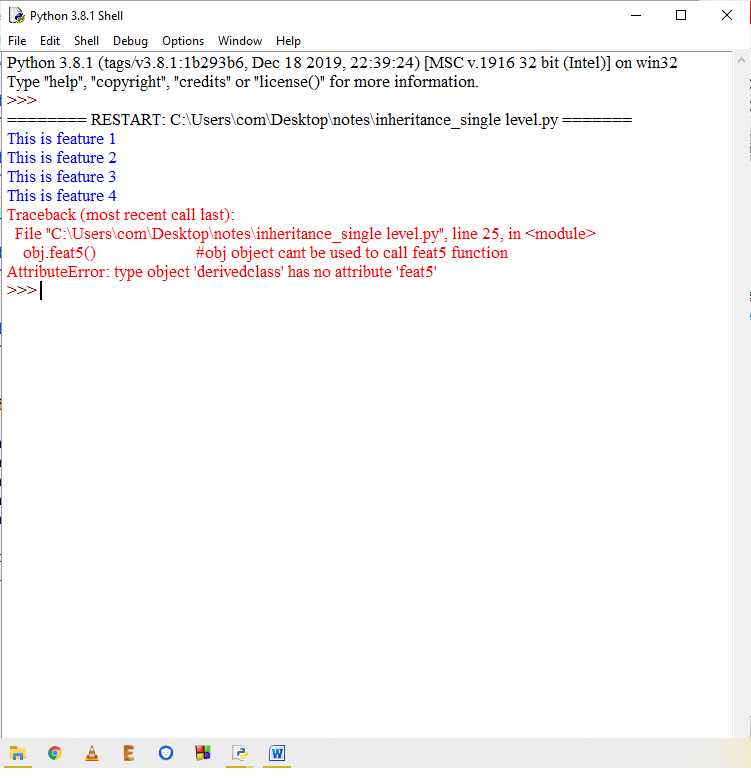 Python 3.8.1 Shell
File Edit Shell Debug Options Window Help
Python 3.8.1 (tags/v3.8.1:1b293b6, Dec 18 2019, 22:39:24) [MSC v.1916 32 bit (Intel)] on win32
Type "help", "copyright", "credits" or "license()" for more information.
>>>
======== RESTART: C:\Users\com\Desktop\notes\inheritance_single level.py =======
This is feature 1
This is feature 2
This is feature 3
This is feature 4
Traceback (most recent call last):
  File "C:\Users\com\Desktop\notes\inheritance_single level.py", line 25, in <module>
    obj.feat5()                    #obj object cant be used to call feat5 function
AttributeError: type object 'derivedclass' has no attribute 'feat5'
>>>